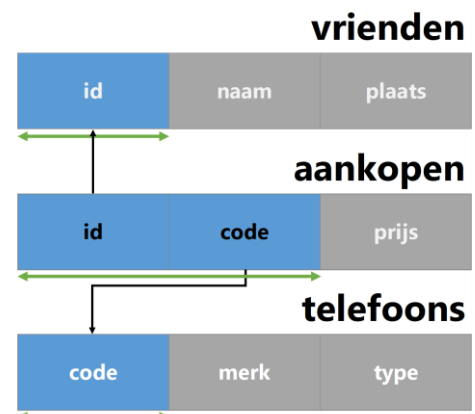 vrienden
id naam plaats
aankopen
id code prijs
telefoons
code merk type